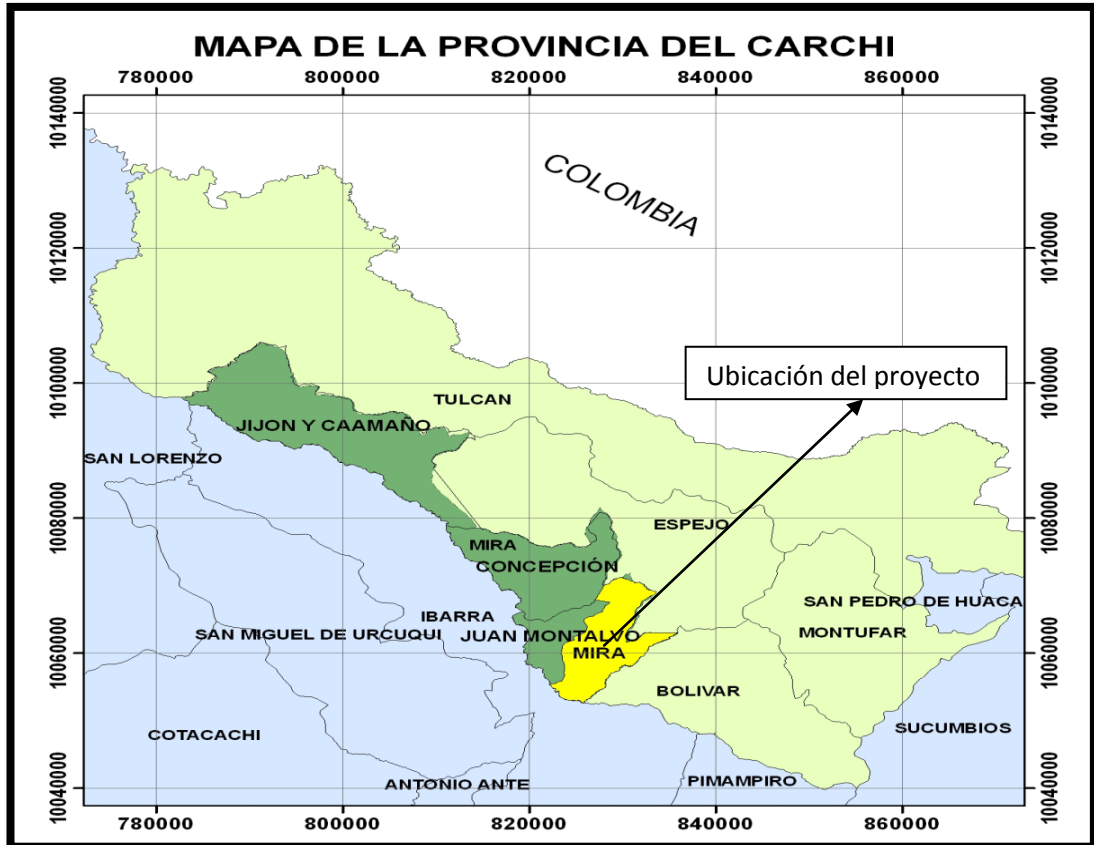 MAPA DE LA PROVINCIA DEL CARCHI
780000 800000 820000 840000 860000
10140000 10140000
COLOMBIA
10120000 10120000
Ubicación del proyecto
10100000 10100000
TULCAN
JIJON Y CAAMAÑO
SAN LORENZO
10080000 10080000
ESPEJO
MIRA
CONCEPCIÓN
SAN PEDRO DE HUACA
IBARRA
SAN MIGUEL DE URCUQUI
JUAN MONTALVO
MONTUFAR
10060000 10060000
MIRA
BOLIVAR
SUCUMBIOS
COTACACHI
ANTONIO ANTE
PIMAMPIRO
10040000 10040000
780000 800000 820000 840000 860000